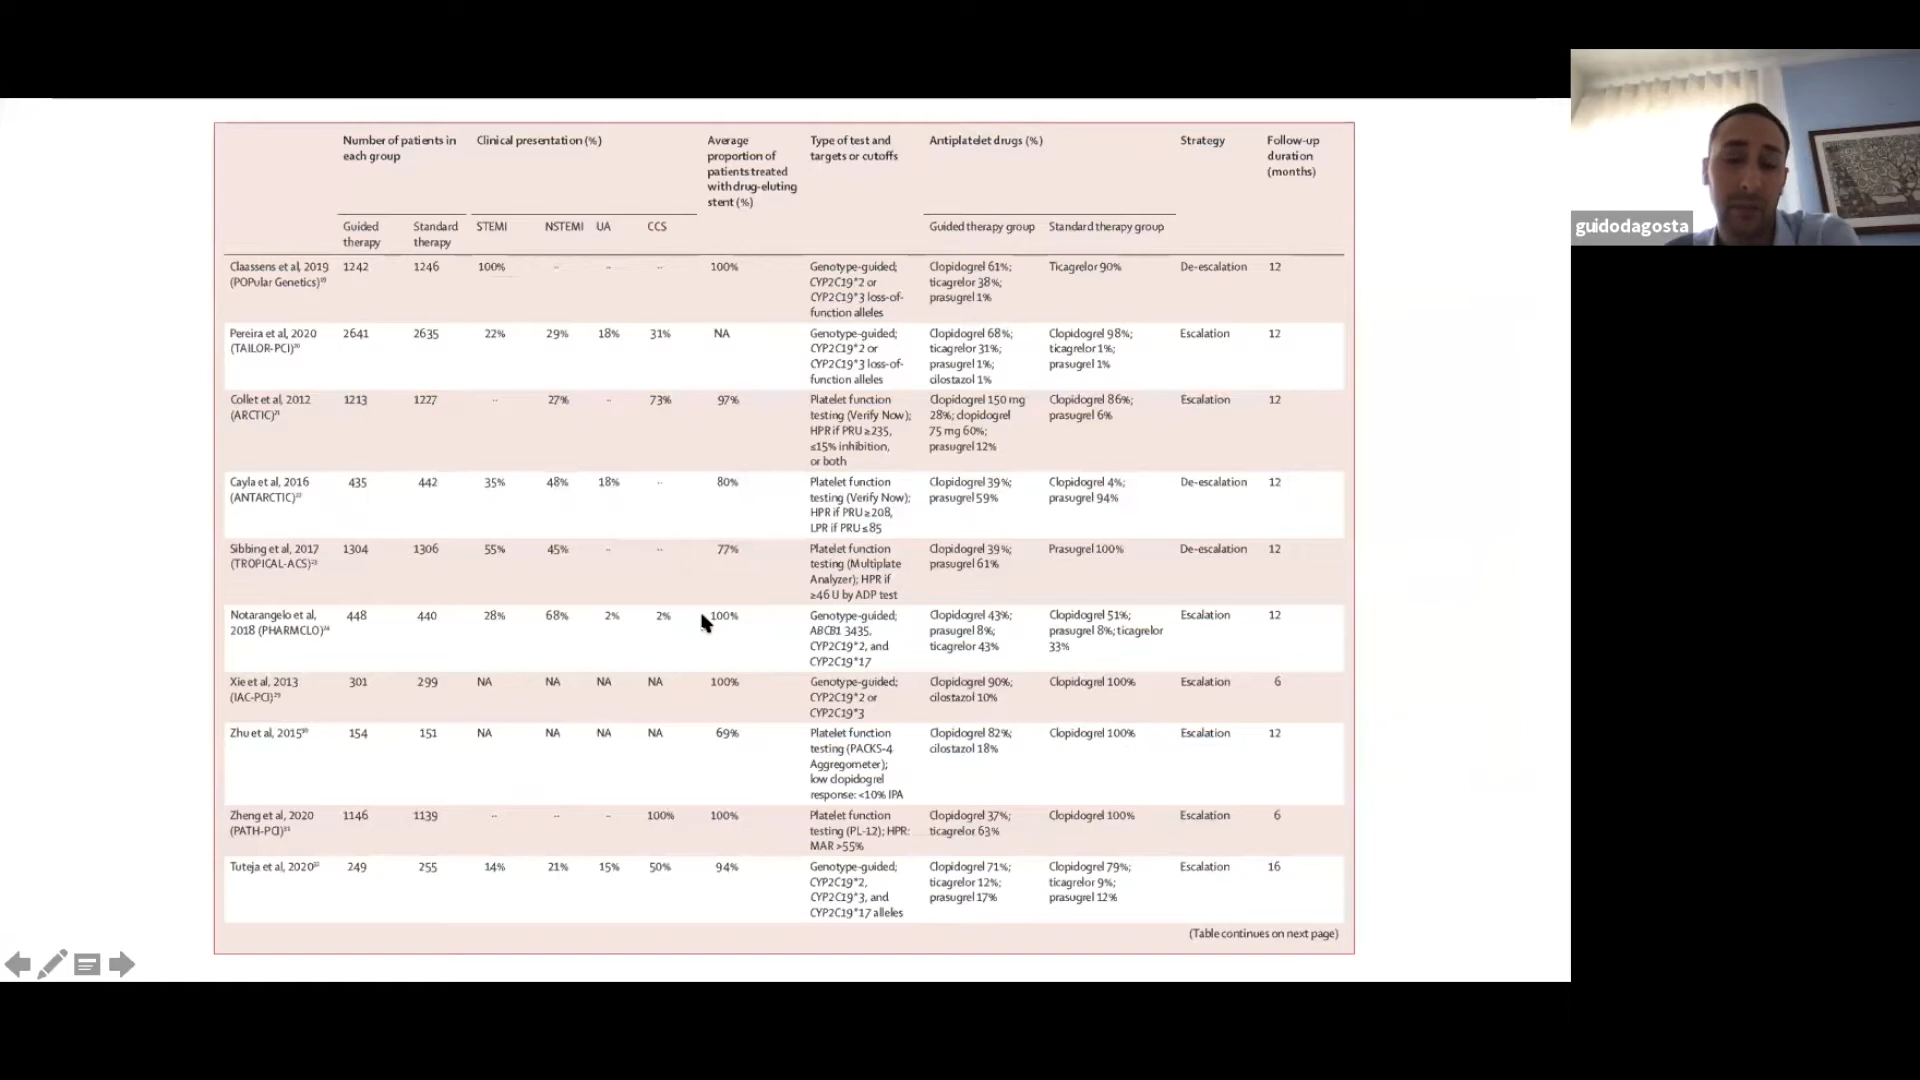 Number of patients in each group
Clinical presentation (%)
Average proportion of patients treated with drug-eluting stent (%)
Type of test and targets or cutoffs
Antiplatelet drugs (%)
Strategy
Follow-up duration (months)
Guided therapy
Standard therapy
STEMI
NSTEMI
UA
CCS
Guided therapy group
Standard therapy group
Claassens et al, 2019 (POPular Genetics)¹⁹ 1242 1246 100% ·· ·· ·· 100% Genotype-guided; CYP2C19*2 or CYP2C19*3 loss-of-function alleles Clopidogrel 61%; ticagrelor 38%; prasugrel 1% Ticagrelor 90% De-escalation 12
Pereira et al, 2020 (TAILOR-PCI)²⁰ 2641 2635 22% 29% 18% 31% NA Genotype-guided; CYP2C19*2 or CYP2C19*3 loss-of-function alleles Clopidogrel 68%; ticagrelor 31%; prasugrel 1%; cilostazol 1% Clopidogrel 98%; ticagrelor 1%; prasugrel 1% Escalation 12
Collet et al, 2012 (ARCTIC)²¹ 1213 1227 ·· 27% ·· 73% 97% Platelet function testing (Verify Now); HPR if PRU ≥235, ≤15% inhibition, or both Clopidogrel 150 mg 28%; clopidogrel 75 mg 60%; prasugrel 12% Clopidogrel 86%; prasugrel 6% Escalation 12
Cayla et al, 2016 (ANTARCTIC)²² 435 442 35% 48% 18% ·· 80% Platelet function testing (Verify Now); HPR if PRU ≥208, LPR if PRU ≤85 Clopidogrel 39%; prasugrel 59% Clopidogrel 4%; prasugrel 94% De-escalation 12
Sibbing et al, 2017 (TROPICAL-ACS)²³ 1304 1306 55% 45% ·· ·· 77% Platelet function testing (Multiplate Analyzer); HPR if ≥46 U by ADP test Clopidogrel 39%; prasugrel 61% Prasugrel 100% De-escalation 12
Notarangelo et al, 2018 (PHARMCLO)²⁴ 448 440 28% 68% 2% 2% 100% Genotype-guided; ABCB1 3435, CYP2C19*2, and CYP2C19*17 Clopidogrel 43%; prasugrel 8%; ticagrelor 43% Clopidogrel 51%; prasugrel 8%; ticagrelor 33% Escalation 12
Xie et al, 2013 (IAC-PCI)²⁹ 301 299 NA NA NA NA 100% Genotype-guided; CYP2C19*2 or CYP2C19*3 Clopidogrel 90%; cilostazol 10% Clopidogrel 100% Escalation 6
Zhu et al, 2015³⁰ 154 151 NA NA NA NA 69% Platelet function testing (PACKS-4 Aggregometer); low clopidogrel response: <10% IPA Clopidogrel 82%; cilostazol 18% Clopidogrel 100% Escalation 12
Zheng et al, 2020 (PATH-PCI)³¹ 1146 1139 ·· ·· ·· 100% 100% Platelet function testing (PL-12); HPR: MAR >55% Clopidogrel 37%; ticagrelor 63% Clopidogrel 100% Escalation 6
Tuteja et al, 2020³² 249 255 14% 21% 15% 50% 94% Genotype-guided; CYP2C19*2, CYP2C19*3, and CYP2C19*17 alleles Clopidogrel 71%; ticagrelor 12%; prasugrel 17% Clopidogrel 79%; ticagrelor 9%; prasugrel 12% Escalation 16
(Table continues on next page)
guidodagosta